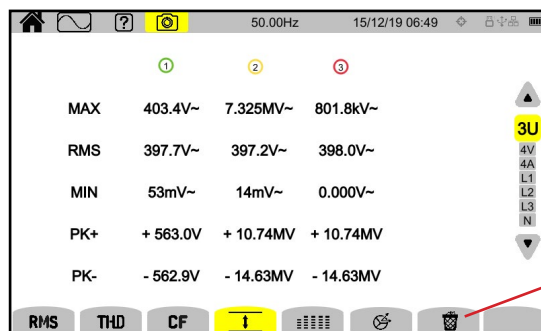 ? 50.00Hz 15/12/19 06:49
1 2 3
MAX 403.4V~ 7.325MV~ 801.8kV~
RMS 397.7V~ 397.2V~ 398.0V~
MIN 53mV~ 14mV~ 0.000V~
PK+ + 563.0V + 10.74MV + 10.74MV
PK- - 562.9V - 14.63MV - 14.63MV
3U
4V
4A
L1
L2
L3
N
RMS THD CF